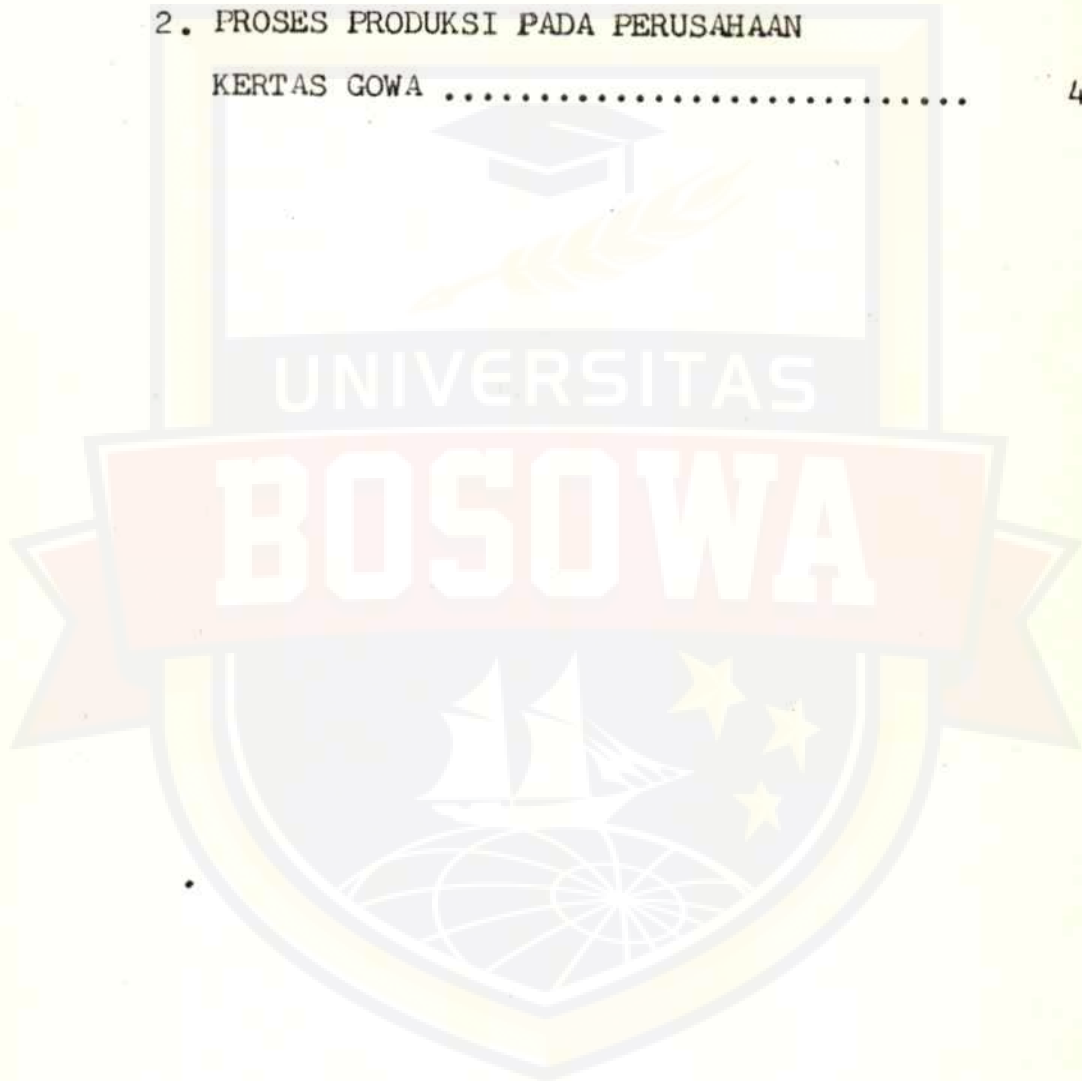 2. PROSES PRODUKSI PADA PERUSAHAAN
KERTAS GOWA ............................ 4
UNIVERSITAS
BOSOWA